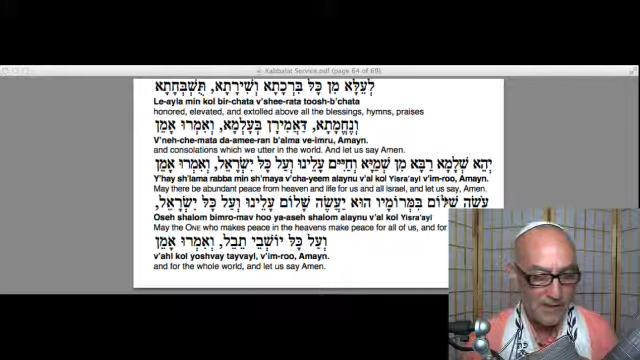 Kabbalat Service.pdf (page 64 of 69)
לְעֵלָּא מִן כָּל בִּרְכָתָא וְשִׁירָתָא, תֻּשְׁבְּחָתָא
Le-ayla min kol bir-chata v'shee-rata toosh-b'chata
honored, elevated, and extolled above all the blessings, hymns, praises
וְנֶחֱמָתָא, דַּאֲמִירָן בְּעָלְמָא, וְאִמְרוּ אָמֵן
V'neh-che-mata da-amee-ran b'alma ve-imru, Amayn.
and consolations which we utter in the world. And let us say Amen.
יְהֵא שְׁלָמָא רַבָּא מִן שְׁמַיָּא וְחַיִּים עָלֵינוּ וְעַל כָּל יִשְׂרָאֵל, וְאִמְרוּ אָמֵן
Y'hay sh'lama rabba min sh'maya v'cha-yeem alaynu v'al kol Yisra'ayl v'im-roo, Amayn.
May there be abundant peace from heaven and life for us and all Israel, and let us say, Amen.
עֹשֶׂה שָׁלוֹם בִּמְרוֹמָיו הוּא יַעֲשֶׂה שָׁלוֹם עָלֵינוּ וְעַל כָּל יִשְׂרָאֵל,
Oseh shalom bimro-mav hoo ya-aseh shalom alaynu v'al kol Yisra'ayl
May the ONE who makes peace in the heavens make peace for all of us, and for
וְעַל כָּל יוֹשְׁבֵי תֵבֵל, וְאִמְרוּ אָמֵן
v'ahl kol yoshvay tayvayl, v'im-roo, Amayn.
and for the whole world, and let us say Amen.